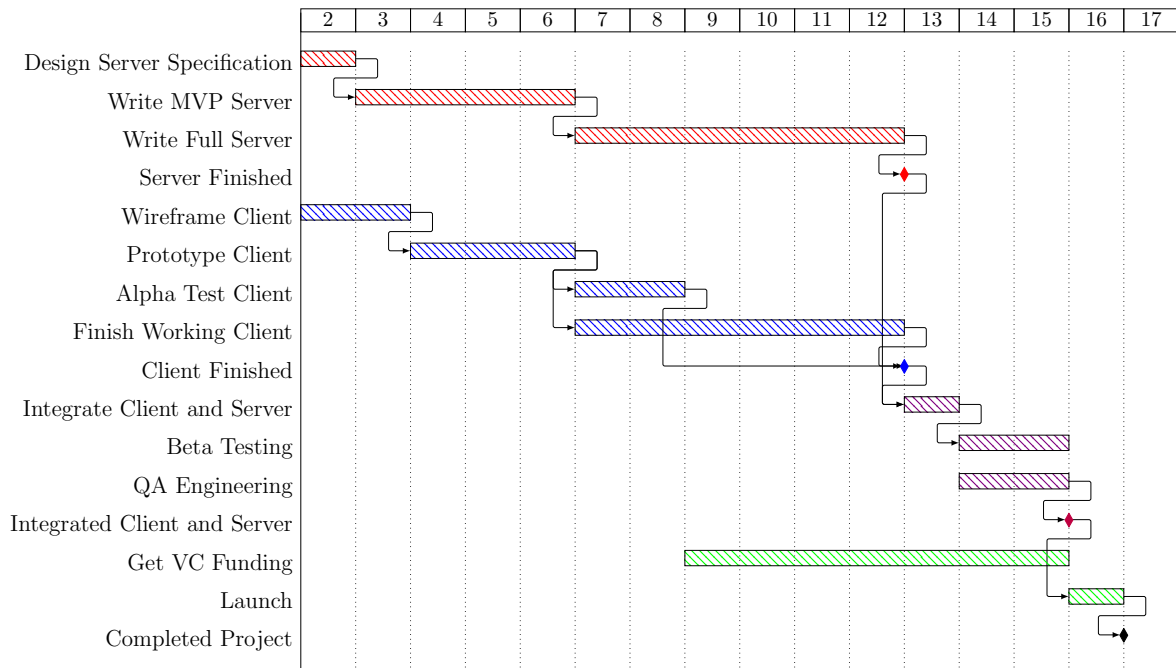 2 3 4 5 6 7 8 9 10 11 12 13 14 15 16 17
Design Server Specification
Write MVP Server
Write Full Server
Server Finished
Wireframe Client
Prototype Client
Alpha Test Client
Finish Working Client
Client Finished
Integrate Client and Server
Beta Testing
QA Engineering
Integrated Client and Server
Get VC Funding
Launch
Completed Project